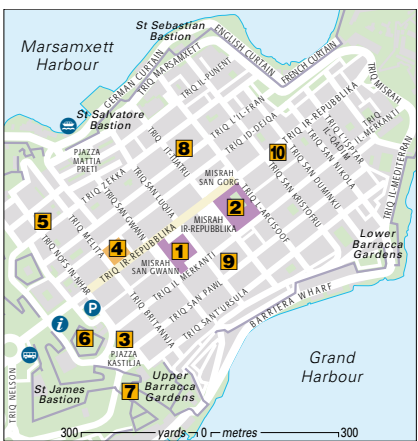 Marsamxett
Harbour
St Sebastian
Bastion
ENGLISH CURTAIN
FRENCH CURTAIN
GERMAN CURTAIN
TRIQ MARSAMXETT
TRIQ IL-PUNENT
St Salvatore
Bastion
TRIQ L'IL-FRAN
TRIQ ID-DEJQA
TRIQ IR-REPUBBLIKA
TRIQ MISRAH
TRIQ
IL-MERKANTI
TRIQ L'ISPTAR
IL-QADIM
TRIQ SAN NIKOLA
TRIQ SAN DUMINKU
TRIQ SAN KRISTOFRU
TRIQ IL-MEDITERRAN
PJAZZA
MATTIA
PRETI
8
10
TRIQ
IT-TJATRU
TRIQ ZEKKA
MISRAH
SAN GORG
TRIQ SAN LUQJA
2
TRIQ L'ARCISOOF
5
TRIQ SAN GWANN
MISRAH
IR-REPUBBLIKA
TRIQ MELITA
4
1
TRIQ IR-REPUBBLIKA
MISRAH
SAN GWANN
9
Lower
Barracca
Gardens
TRIQ NOFS IN-NHAR
TRIQ IL MERKANTI
TRIQ SAN PAWL
TRIQ SANT'URSULA
BARRIERA WHARF
TRIQ BRITANNJA
P
i
6
3
PJAZZA
KASTILJA
Grand
Harbour
TRIQ NELSON
St James
Bastion
7
Upper
Barracca
Gardens
300 yards 0 metres 300